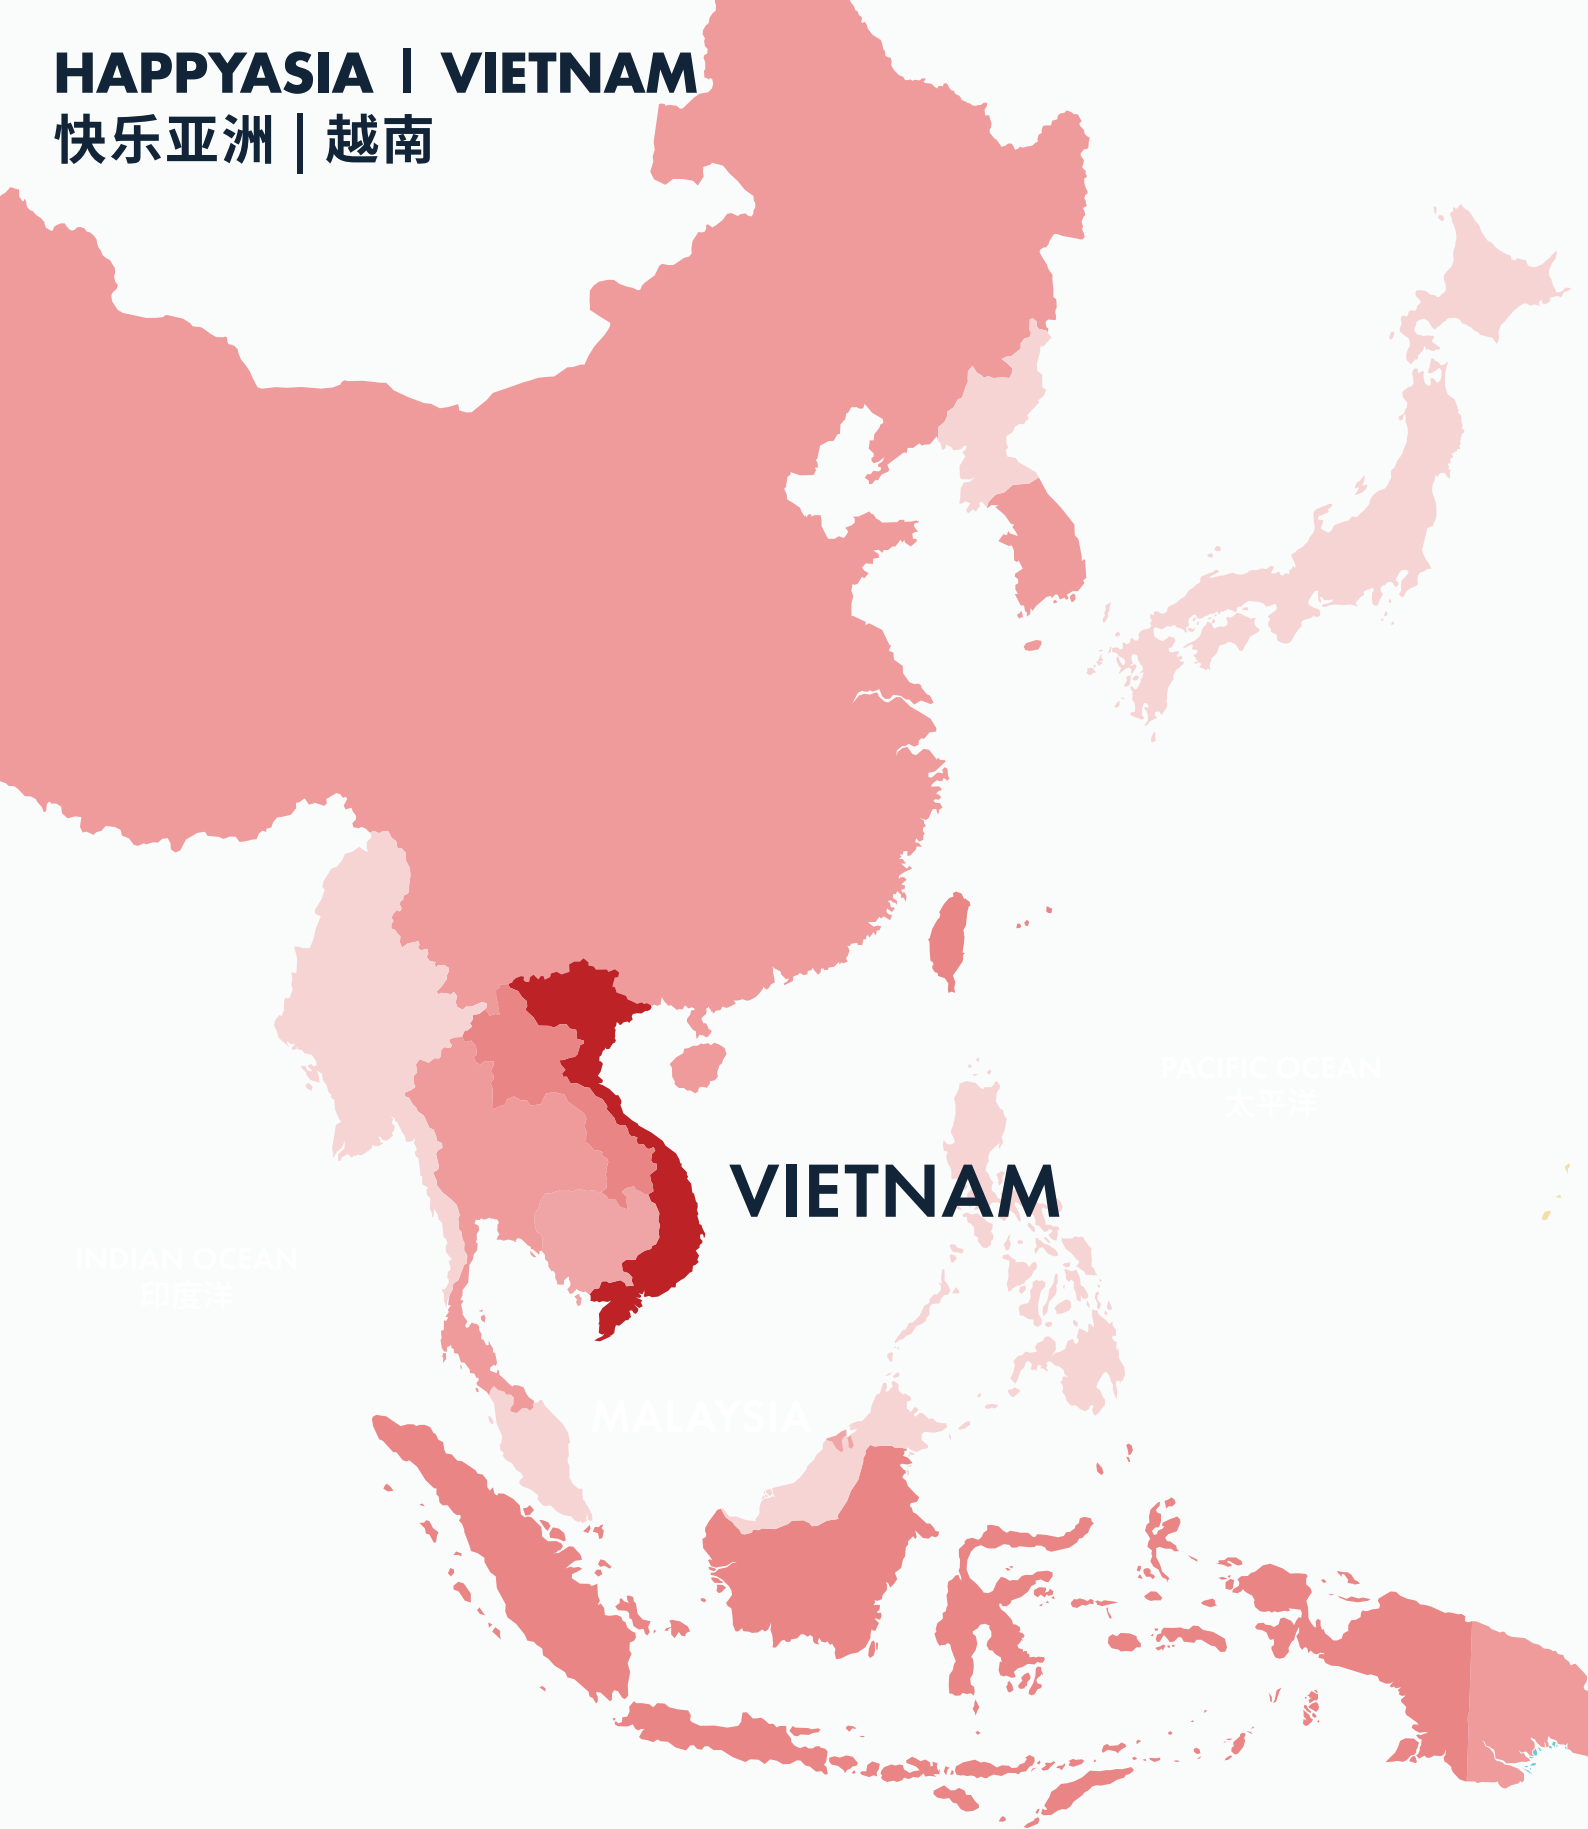 HAPPYASIA | VIETNAM
快乐亚洲 | 越南
PACIFIC OCEAN
太平洋
VIETNAM
INDIAN OCEAN
印度洋
MALAYSIA